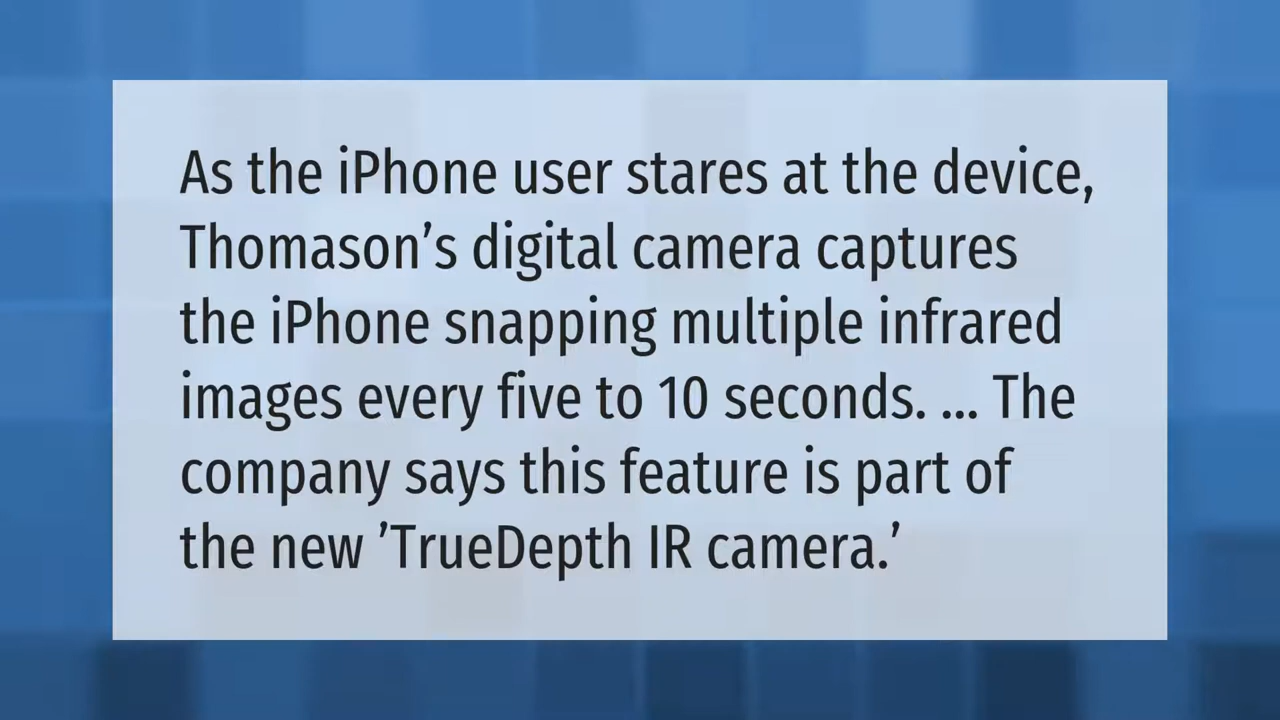 As the iPhone user stares at the device,
Thomason’s digital camera captures
the iPhone snapping multiple infrared
images every five to 10 seconds. ... The
company says this feature is part of
the new ’TrueDepth IR camera.’